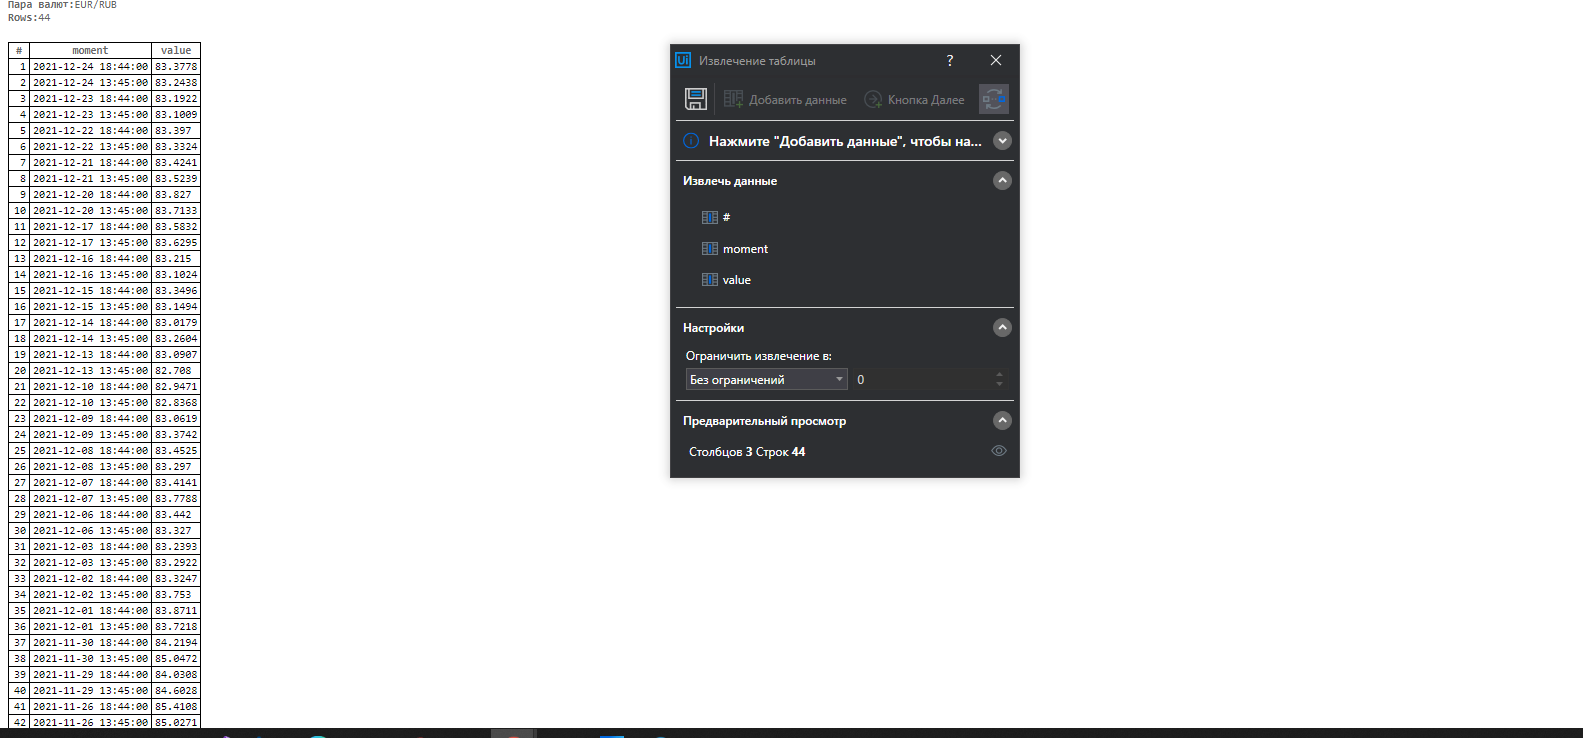 Пара валют:EUR/RUB
Rows:44
# moment value
1 2021-12-24 18:44:00 83.3778
2 2021-12-24 13:45:00 83.2438
3 2021-12-23 18:44:00 83.1922
4 2021-12-23 13:45:00 83.1009
5 2021-12-22 18:44:00 83.397
6 2021-12-22 13:45:00 83.3324
7 2021-12-21 18:44:00 83.4241
8 2021-12-21 13:45:00 83.5239
9 2021-12-20 18:44:00 83.827
10 2021-12-20 13:45:00 83.7133
11 2021-12-17 18:44:00 83.5832
12 2021-12-17 13:45:00 83.6295
13 2021-12-16 18:44:00 83.215
14 2021-12-16 13:45:00 83.1024
15 2021-12-15 18:44:00 83.3496
16 2021-12-15 13:45:00 83.1494
17 2021-12-14 18:44:00 83.0179
18 2021-12-14 13:45:00 83.2604
19 2021-12-13 18:44:00 83.0907
20 2021-12-13 13:45:00 82.708
21 2021-12-10 18:44:00 82.9471
22 2021-12-10 13:45:00 82.8368
23 2021-12-09 18:44:00 83.0619
24 2021-12-09 13:45:00 83.3742
25 2021-12-08 18:44:00 83.4525
26 2021-12-08 13:45:00 83.297
27 2021-12-07 18:44:00 83.4141
28 2021-12-07 13:45:00 83.7788
29 2021-12-06 18:44:00 83.442
30 2021-12-06 13:45:00 83.327
31 2021-12-03 18:44:00 83.2393
32 2021-12-03 13:45:00 83.2922
33 2021-12-02 18:44:00 83.3247
34 2021-12-02 13:45:00 83.753
35 2021-12-01 18:44:00 83.8711
36 2021-12-01 13:45:00 83.7218
37 2021-11-30 18:44:00 84.2194
38 2021-11-30 13:45:00 85.0472
39 2021-11-29 18:44:00 84.0308
40 2021-11-29 13:45:00 84.6028
41 2021-11-26 18:44:00 85.4108
42 2021-11-26 13:45:00 85.0271
Ui Извлечение таблицы ?
Добавить данные Кнопка Далее
Нажмите "Добавить данные", чтобы на...
Извлечь данные
#
moment
value
Настройки
Ограничить извлечение в:
Без ограничений 0
Предварительный просмотр
Столбцов 3 Строк 44